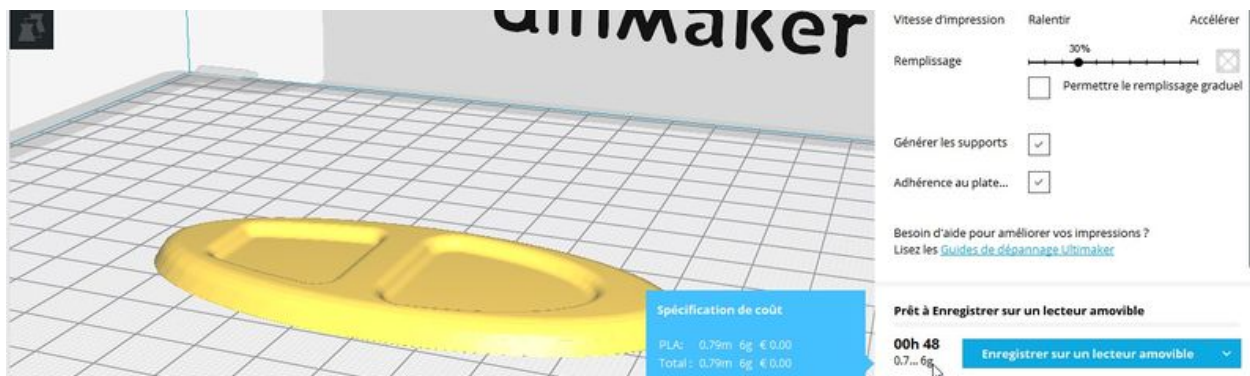 ultimaker
Vitesse d'impression Ralentir Accélérer
30%
Remplissage
Permettre le remplissage graduel
Générer les supports
Adhérence au plate...
Besoin d'aide pour améliorer vos impressions ?
Lisez les Guides de dépannage Ultimaker
Spécification de coût
PLA: 0.79m 6g € 0.00
Total : 0.79m 6g € 0.00
Prêt à Enregistrer sur un lecteur amovible
00h 48
0.7... 6g
Enregistrer sur un lecteur amovible